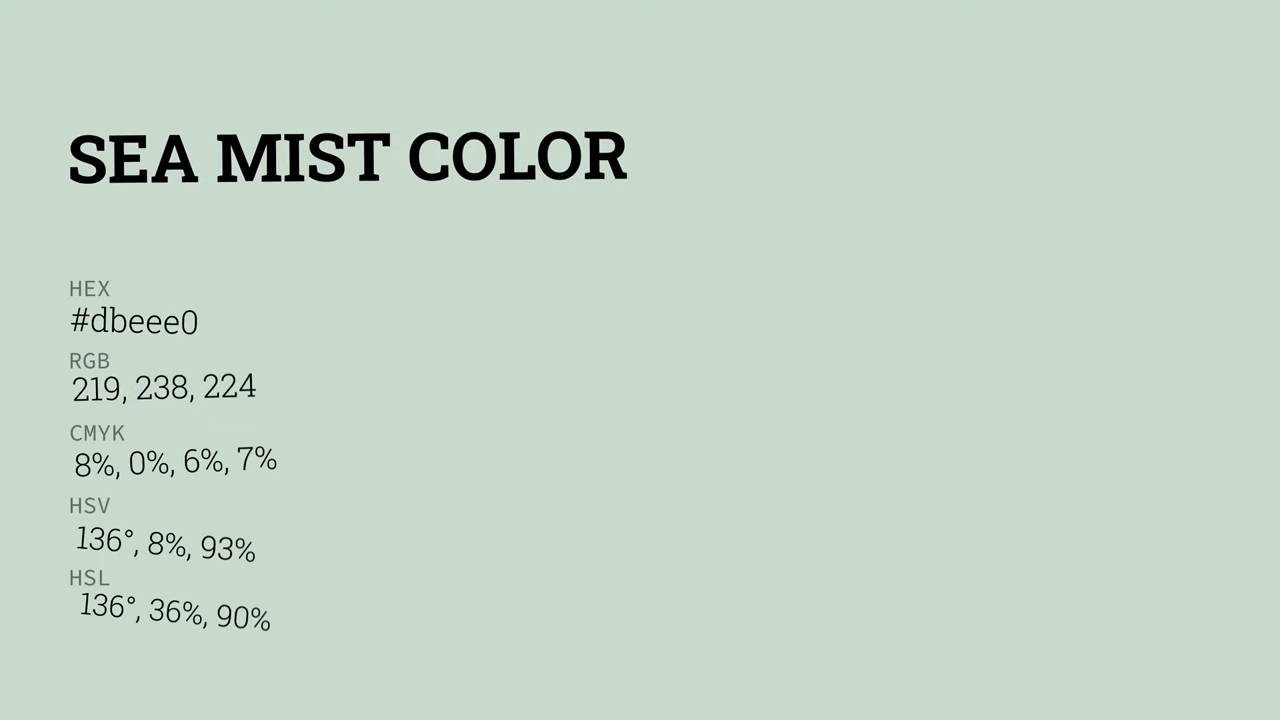 SEA MIST COLOR
HEX
#dbeee0
RGB
219, 238, 224
CMYK
8%, 0%, 6%, 7%
HSV
136°, 8%, 93%
HSL
136°, 36%, 90%